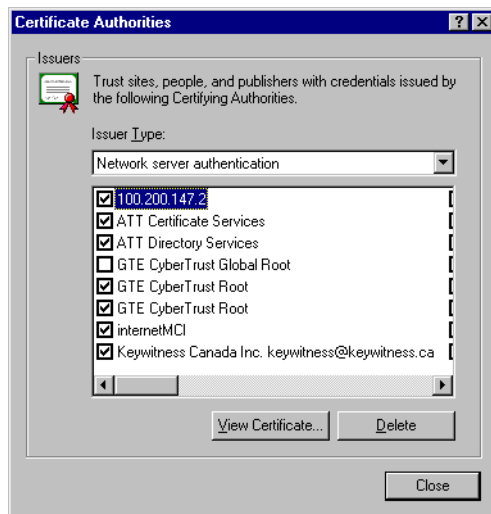 Certificate Authorities
Issuers
Trust sites, people, and publishers with credentials issued by
the following Certifying Authorities.
Issuer Type:
Network server authentication
100.200.147.2
ATT Certificate Services
ATT Directory Services
GTE CyberTrust Global Root
GTE CyberTrust Root
GTE CyberTrust Root
internetMCI
Keywitness Canada Inc. keywitness@keywitness.ca
View Certificate...
Delete
Close